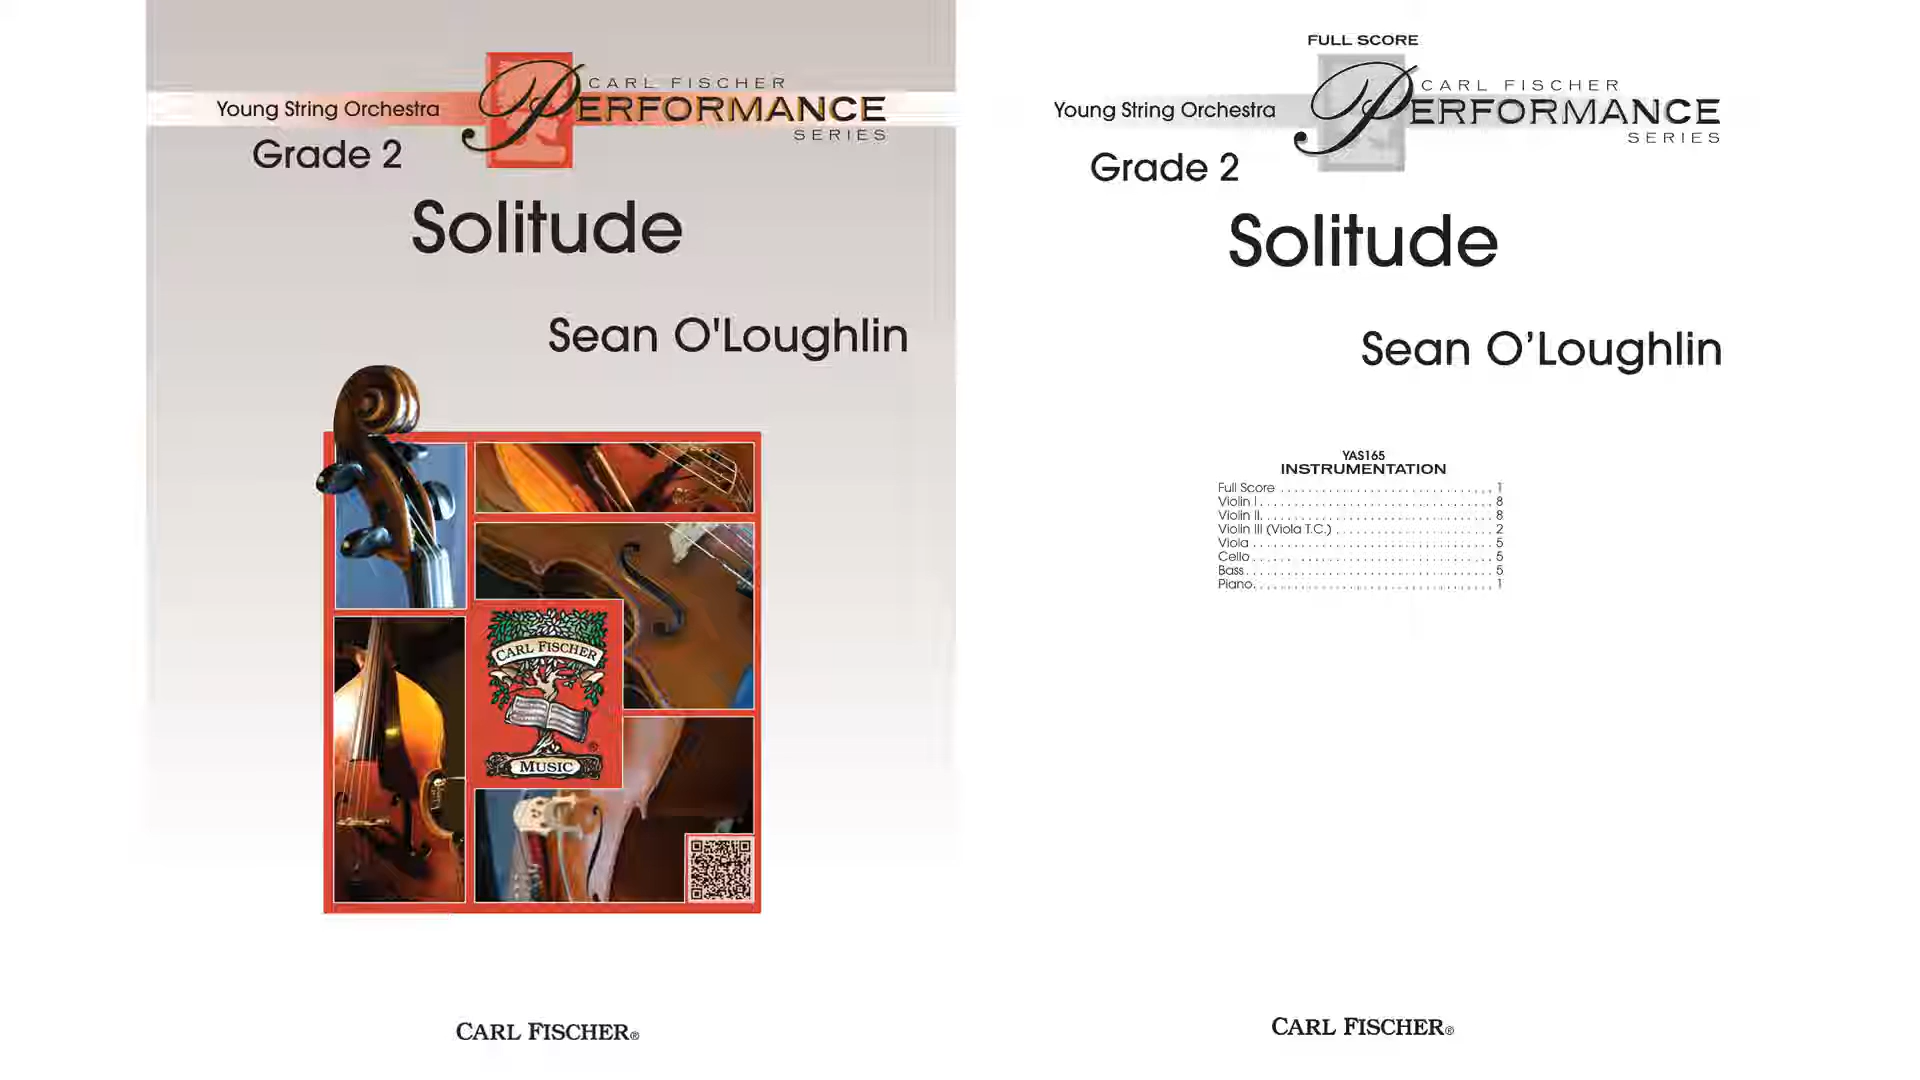 CARL FISCHER
Young String Orchestra
PERFORMANCE
SERIES
Grade 2
Solitude
Sean O'Loughlin
CARL FISCHER
MUSIC
CARL FISCHER®
FULL SCORE
CARL FISCHER
Young String Orchestra
PERFORMANCE
SERIES
Grade 2
Solitude
Sean O’Loughlin
YAS165
INSTRUMENTATION
Full Score . . . . . . . . . . . . . . . . . . . . . . . . . . . . . . . 1
Violin I . . . . . . . . . . . . . . . . . . . . . . . . . . . . . . . . . . 8
Violin II . . . . . . . . . . . . . . . . . . . . . . . . . . . . . . . . . 8
Violin III (Viola T.C.) . . . . . . . . . . . . . . . . . . . . . . . 2
Viola . . . . . . . . . . . . . . . . . . . . . . . . . . . . . . . . . . . 5
Cello . . . . . . . . . . . . . . . . . . . . . . . . . . . . . . . . . . . 5
Bass . . . . . . . . . . . . . . . . . . . . . . . . . . . . . . . . . . . . 5
Piano . . . . . . . . . . . . . . . . . . . . . . . . . . . . . . . . . . . 1
CARL FISCHER®